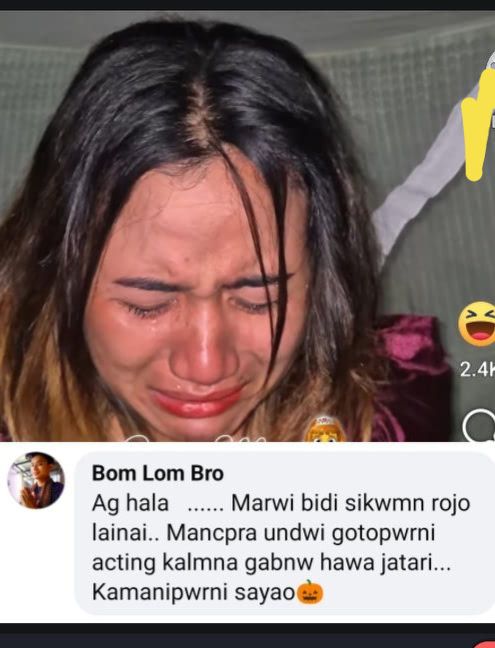 2.4K
Bom Lom Bro
Ag hala ...... Marwi bidi sikwmn rojo
lainai.. Mancpra undwi gotopwrni
acting kalmna gabnw hawa jatari...
Kamanipwrni sayao🎃